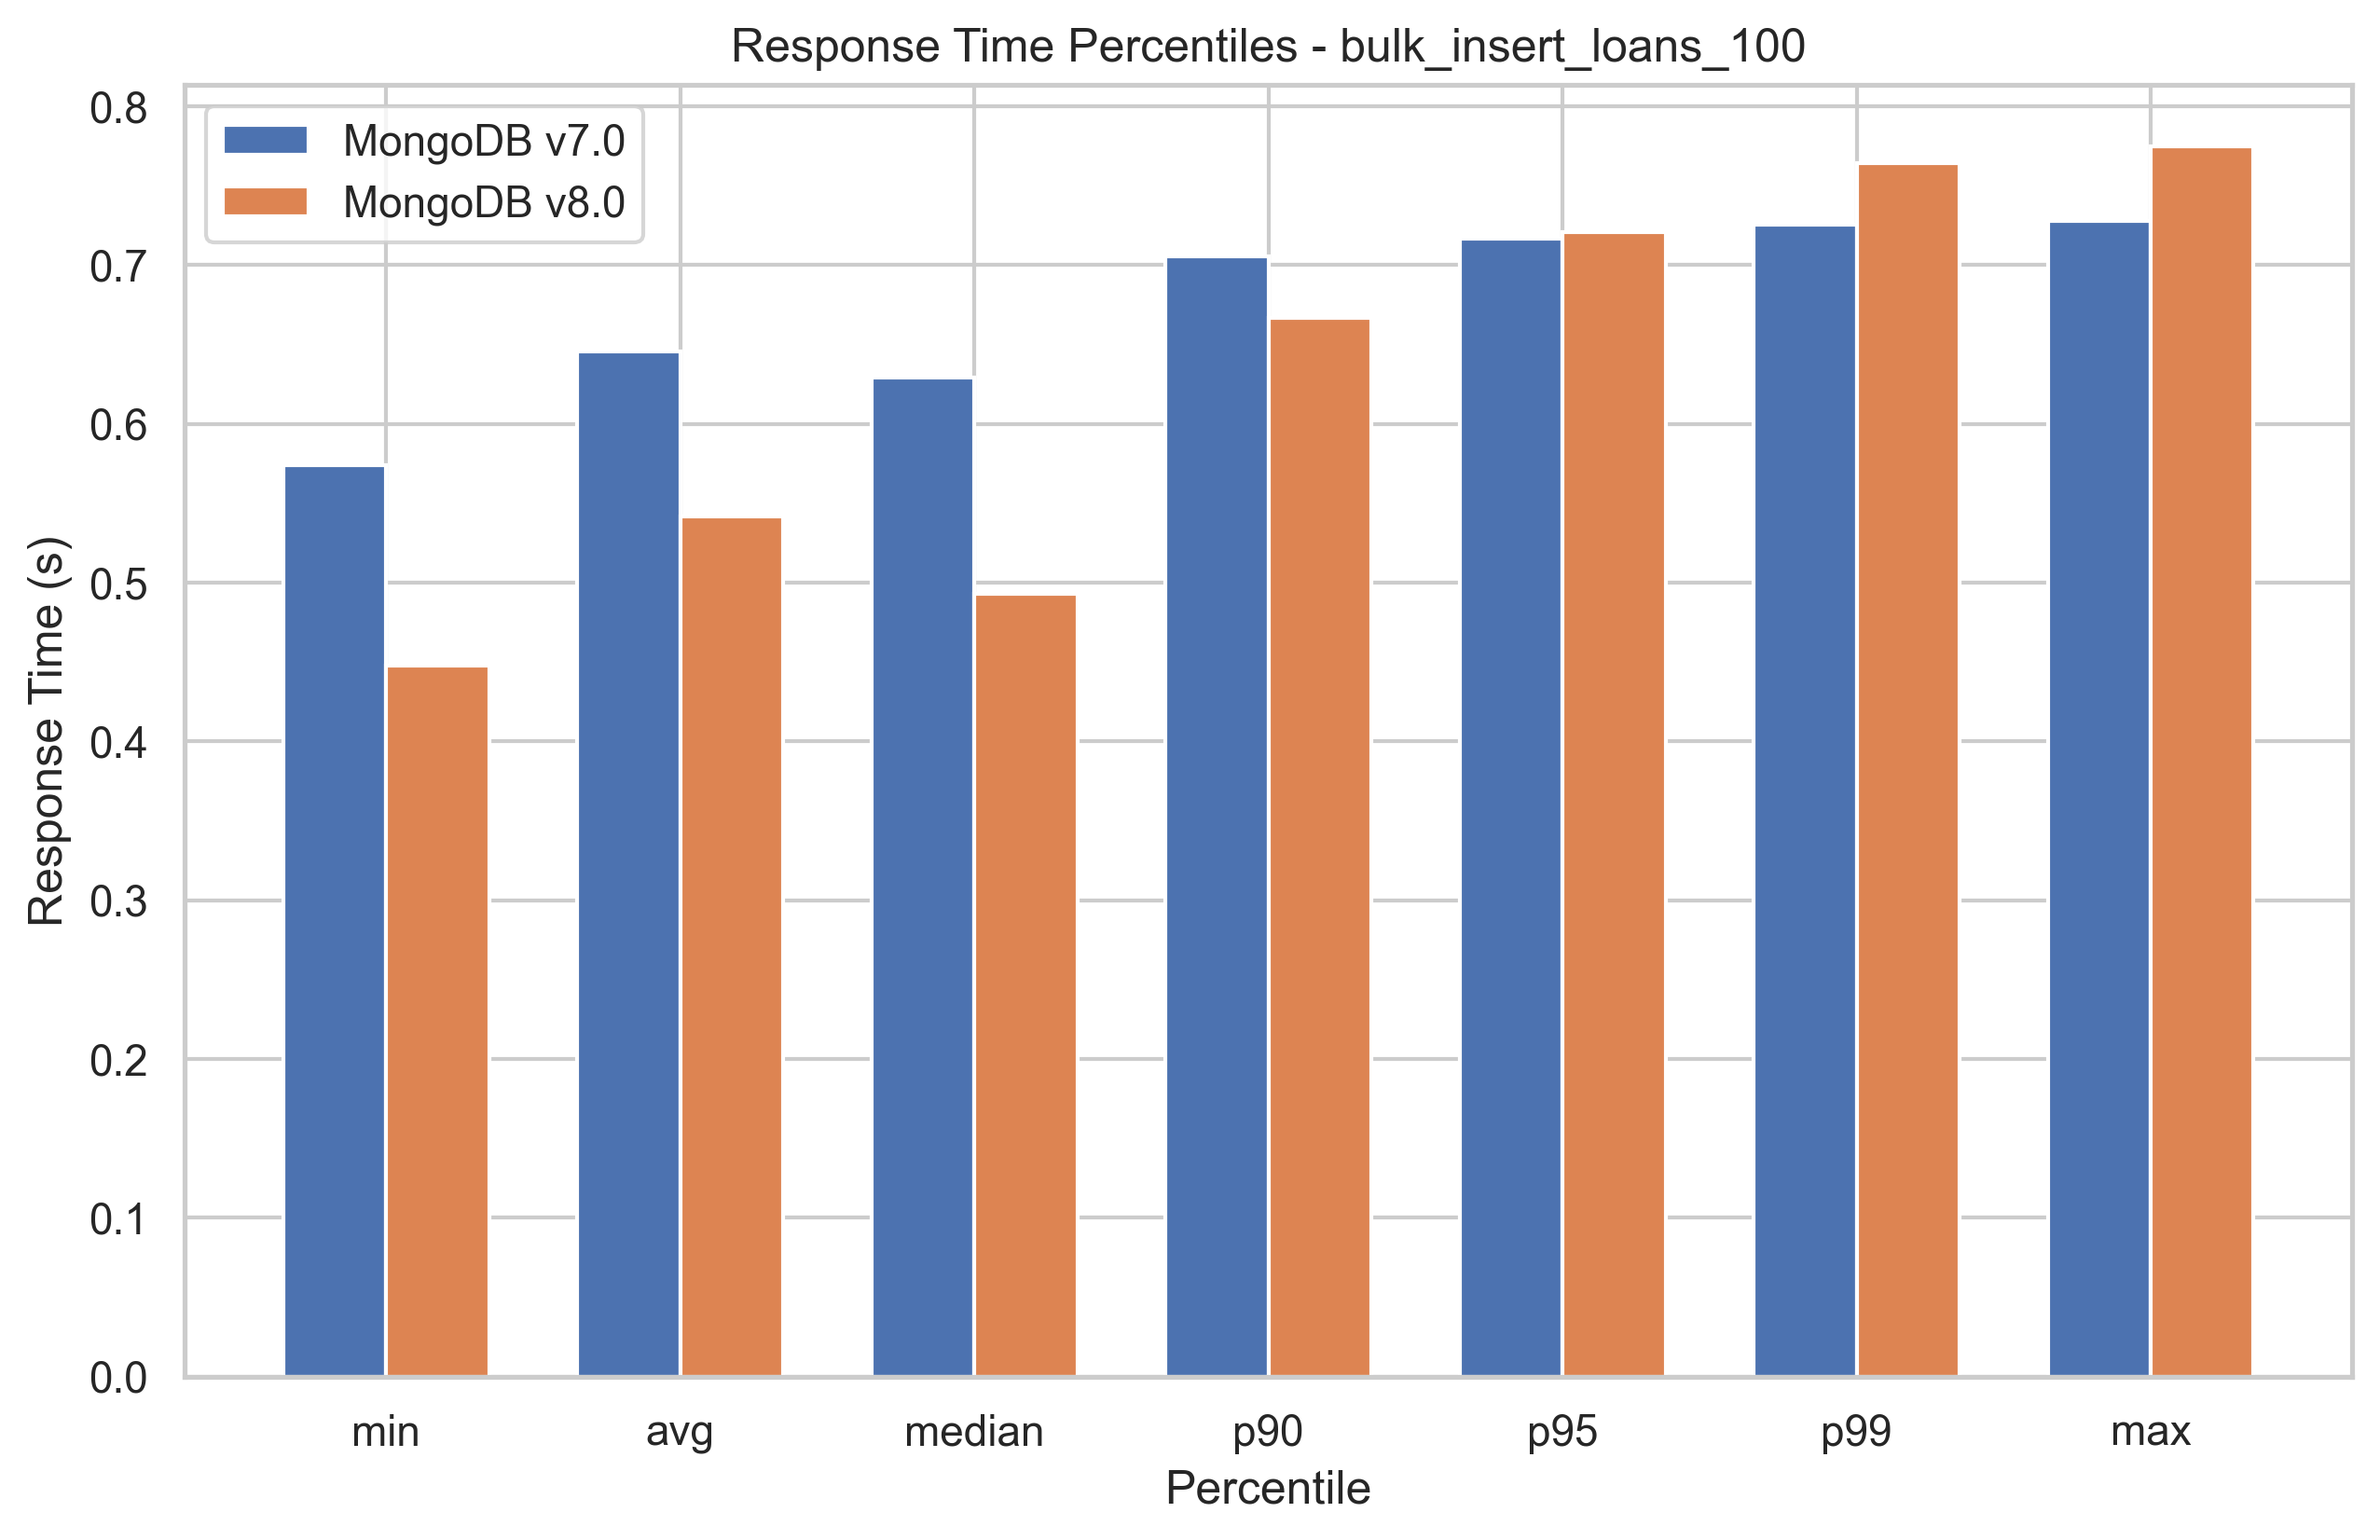 Response Time Percentiles - bulk_insert_loans_100
MongoDB v7.0
MongoDB v8.0
Response Time (s)
0.8
0.7
0.6
0.5
0.4
0.3
0.2
0.1
0.0
min avg median p90 p95 p99 max
Percentile